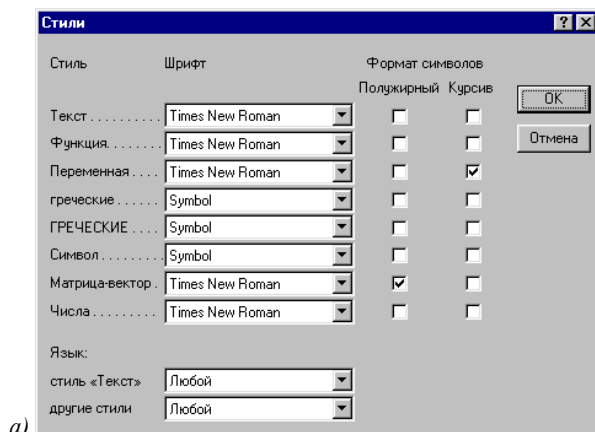 Стили
Стиль Шрифт Формат символов
Полужирный Курсив
OK
Текст . . . . . . . . . . Times New Roman
Функция. . . . . . . . Times New Roman
Отмена
Переменная . . . . Times New Roman
греческие . . . . . . Symbol
ГРЕЧЕСКИЕ . . . . Symbol
Символ . . . . . . . . . Symbol
Матрица-вектор . Times New Roman
Числа . . . . . . . . . Times New Roman
Язык:
стиль «Текст» Любой
другие стили Любой
а)